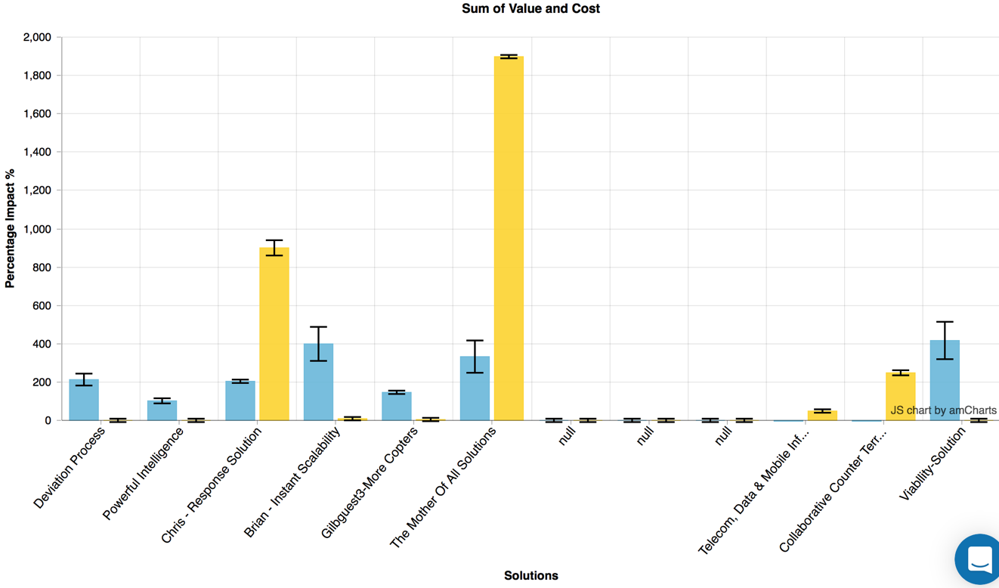 Sum of Value and Cost
2,000
1,800
1,600
1,400
1,200
1,000
800
600
400
200
0
Percentage Impact %
JS chart by amCharts
Deviation Process
Powerful Intelligence
Chris - Response Solution
Brian - Instant Scalability
Gilbguest3-More Copters
The Mother Of All Solutions
null
null
null
Telecom, Data & Mobile Inf...
Collaborative Counter Terr...
Viability-Solution
Solutions